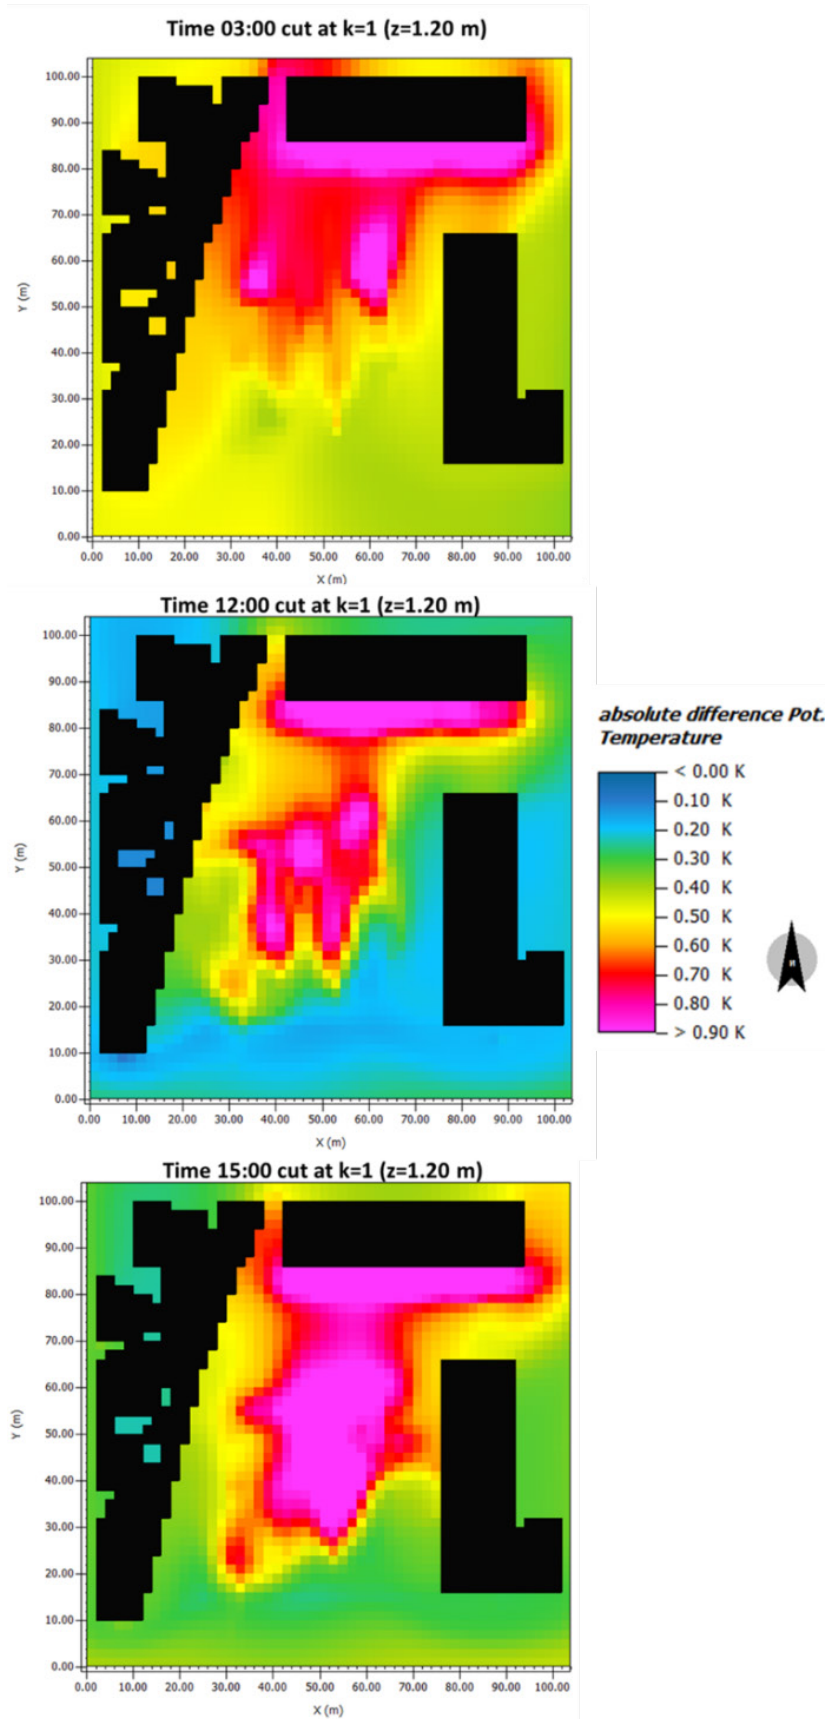 Time 03:00 cut at k=1 (z=1.20 m)
100.00
90.00
80.00
70.00
60.00
50.00
40.00
30.00
20.00
10.00
0.00
Y (m)
0.00 10.00 20.00 30.00 40.00 50.00 60.00 70.00 80.00 90.00 100.00
X (m)
Time 12:00 cut at k=1 (z=1.20 m)
100.00
90.00
80.00
70.00
60.00
50.00
40.00
30.00
20.00
10.00
0.00
Y (m)
0.00 10.00 20.00 30.00 40.00 50.00 60.00 70.00 80.00 90.00 100.00
X (m)
absolute difference Pot.
Temperature
< 0.00 K
0.10 K
0.20 K
0.30 K
0.40 K
0.50 K
0.60 K
0.70 K
0.80 K
> 0.90 K
N
Time 15:00 cut at k=1 (z=1.20 m)
100.00
90.00
80.00
70.00
60.00
50.00
40.00
30.00
20.00
10.00
0.00
Y (m)
0.00 10.00 20.00 30.00 40.00 50.00 60.00 70.00 80.00 90.00 100.00
X (m)